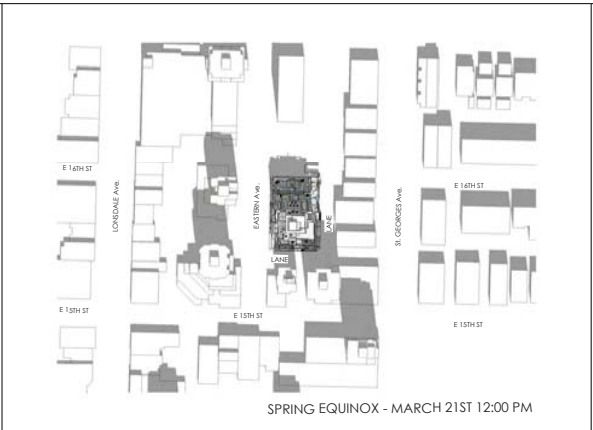 E 16TH ST
LONSDALE Ave.
EASTERN Ave.
LANE
LANE
ST. GEORGES Ave.
E 16TH ST
E 15TH ST
E 15TH ST
E 15TH ST
SPRING EQUINOX - MARCH 21ST 12:00 PM